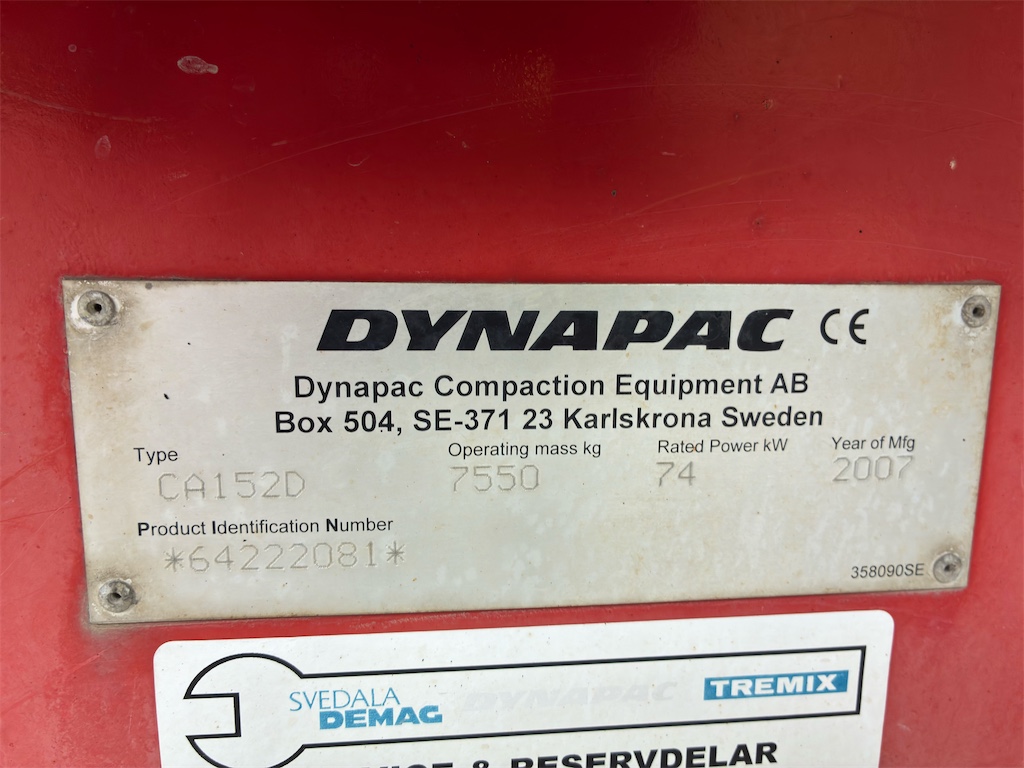 DYNAPAC CE
Dynapac Compaction Equipment AB
Box 504, SE-371 23 Karlskrona Sweden
Type Operating mass kg Rated Power kW Year of Mfg
CA152D 7550 74 2007
Product Identification Number
*64222081*
358090SE
SVEDALA DYNAPAC TREMIX
DEMAG
& RESERVDELAR